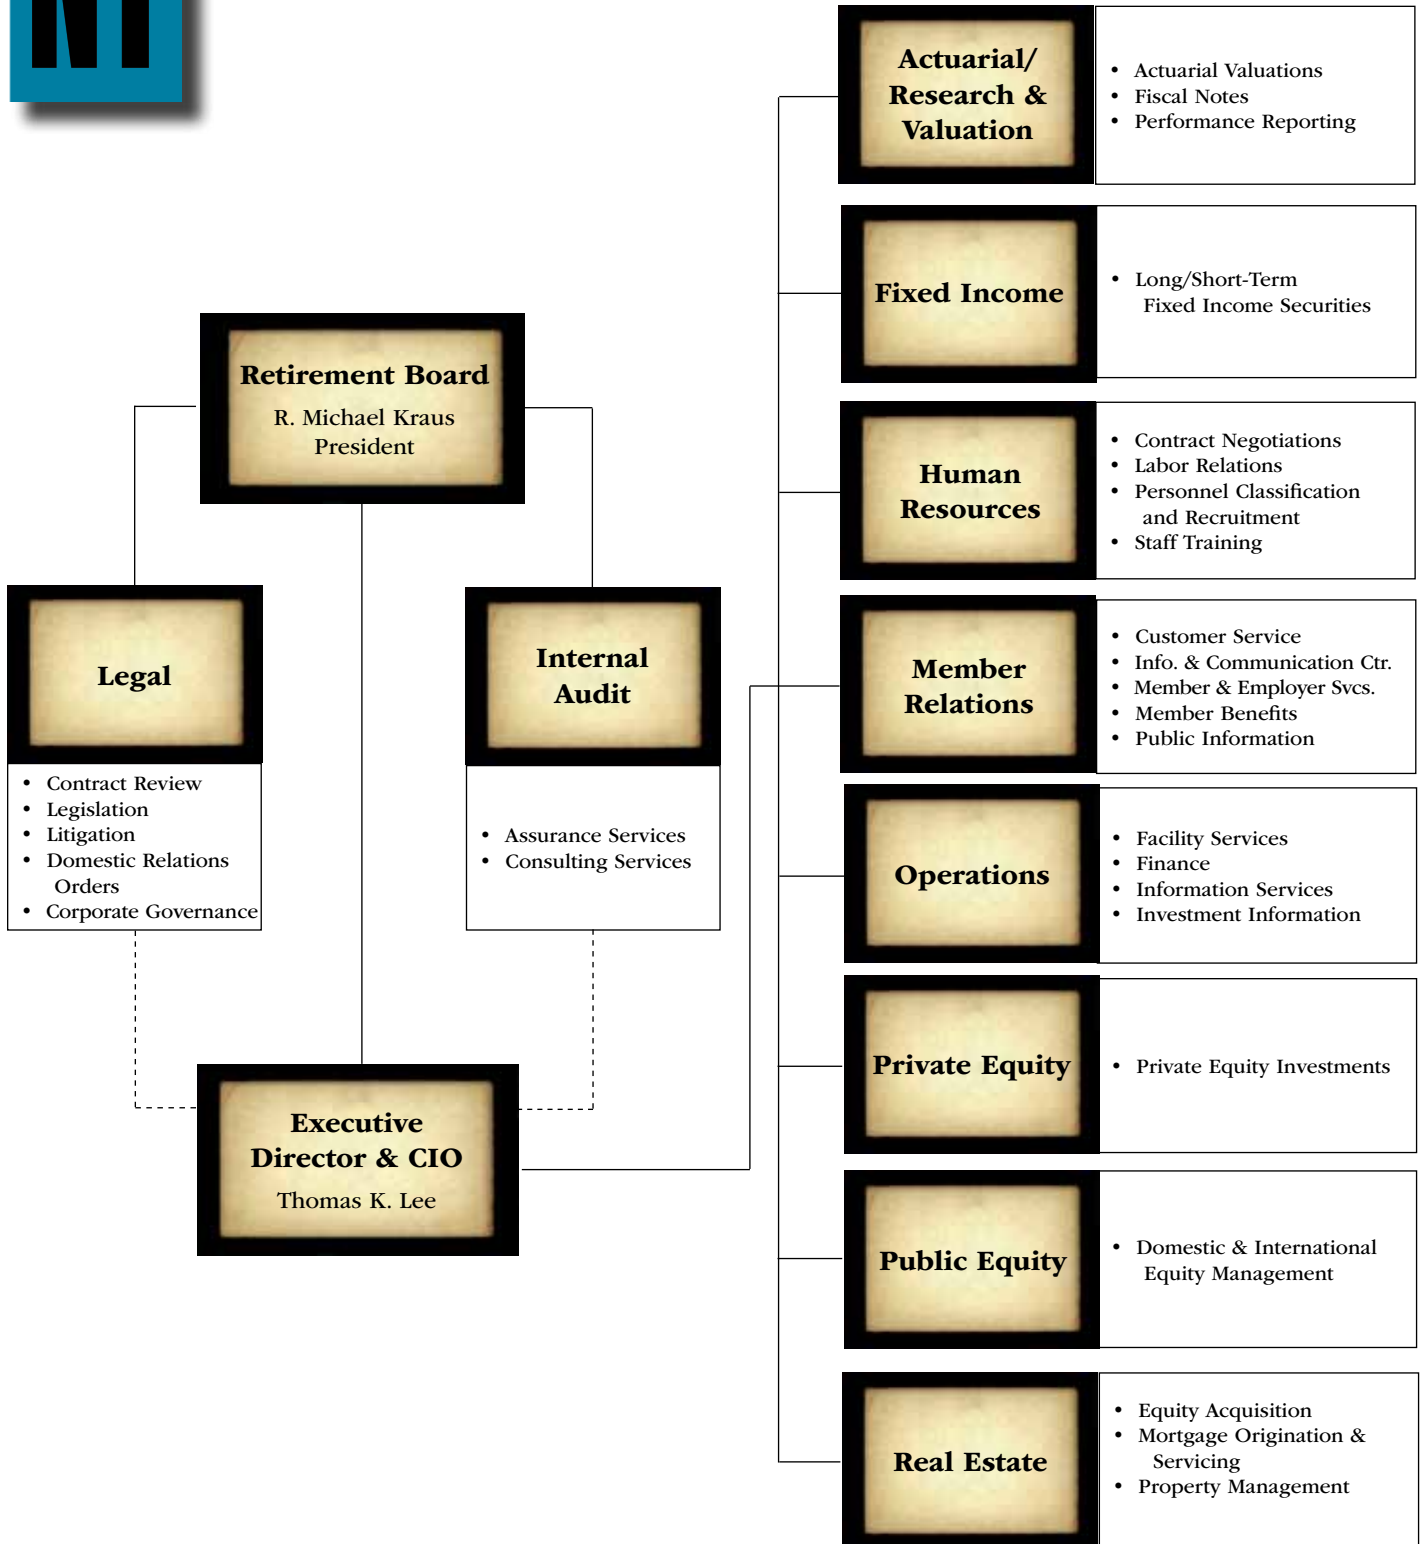 Retirement Board
R. Michael Kraus
President
Legal
• Contract Review
• Legislation
• Litigation
• Domestic Relations
Orders
• Corporate Governance
Internal
Audit
• Assurance Services
• Consulting Services
Executive
Director & CIO
Thomas K. Lee
Actuarial/
Research &
Valuation
• Actuarial Valuations
• Fiscal Notes
• Performance Reporting
Fixed Income
• Long/Short-Term
Fixed Income Securities
Human
Resources
• Contract Negotiations
• Labor Relations
• Personnel Classification
and Recruitment
• Staff Training
Member
Relations
• Customer Service
• Info. & Communication Ctr.
• Member & Employer Svcs.
• Member Benefits
• Public Information
Operations
• Facility Services
• Finance
• Information Services
• Investment Information
Private Equity
• Private Equity Investments
Public Equity
• Domestic & International
Equity Management
Real Estate
• Equity Acquisition
• Mortgage Origination &
Servicing
• Property Management